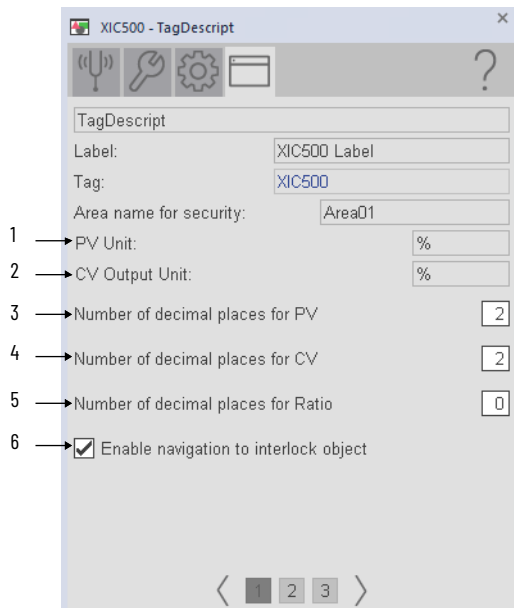 XIC500 - TagDescript
×
?
TagDescript
Label: XIC500 Label
Tag: XIC500
Area name for security: Area01
1 PV Unit: %
2 CV Output Unit: %
3 Number of decimal places for PV 2
4 Number of decimal places for CV 2
5 Number of decimal places for Ratio 0
6 Enable navigation to interlock object
1 2 3